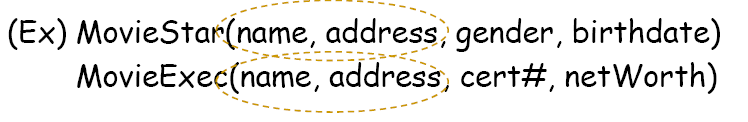 (Ex) MovieStar(name, address, gender, birthdate)
MovieExec(name, address, cert#, netWorth)